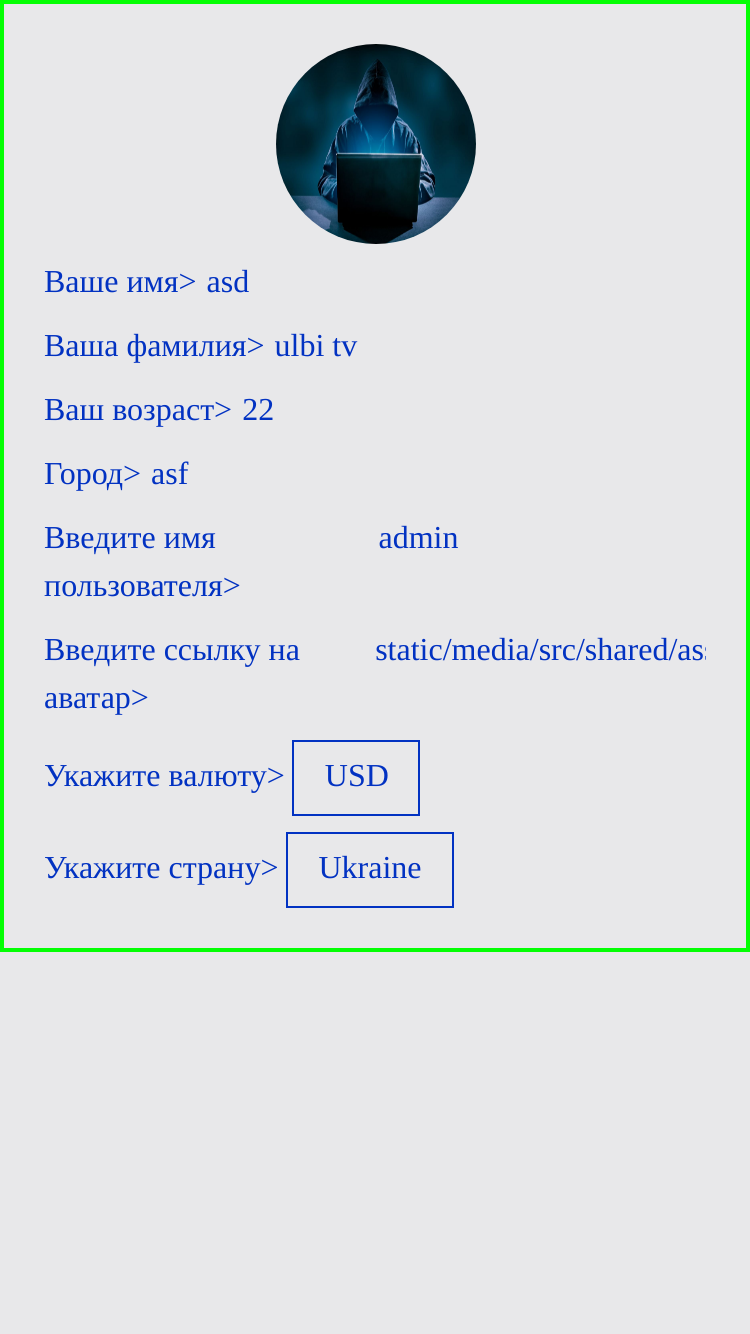 Ваше имя> asd
Ваша фамилия> ulbi tv
Ваш возраст> 22
Город> asf
Введите имя admin
пользователя>
Введите ссылку на static/media/src/shared/as
аватар>
Укажите валюту> USD
Укажите страну> Ukraine